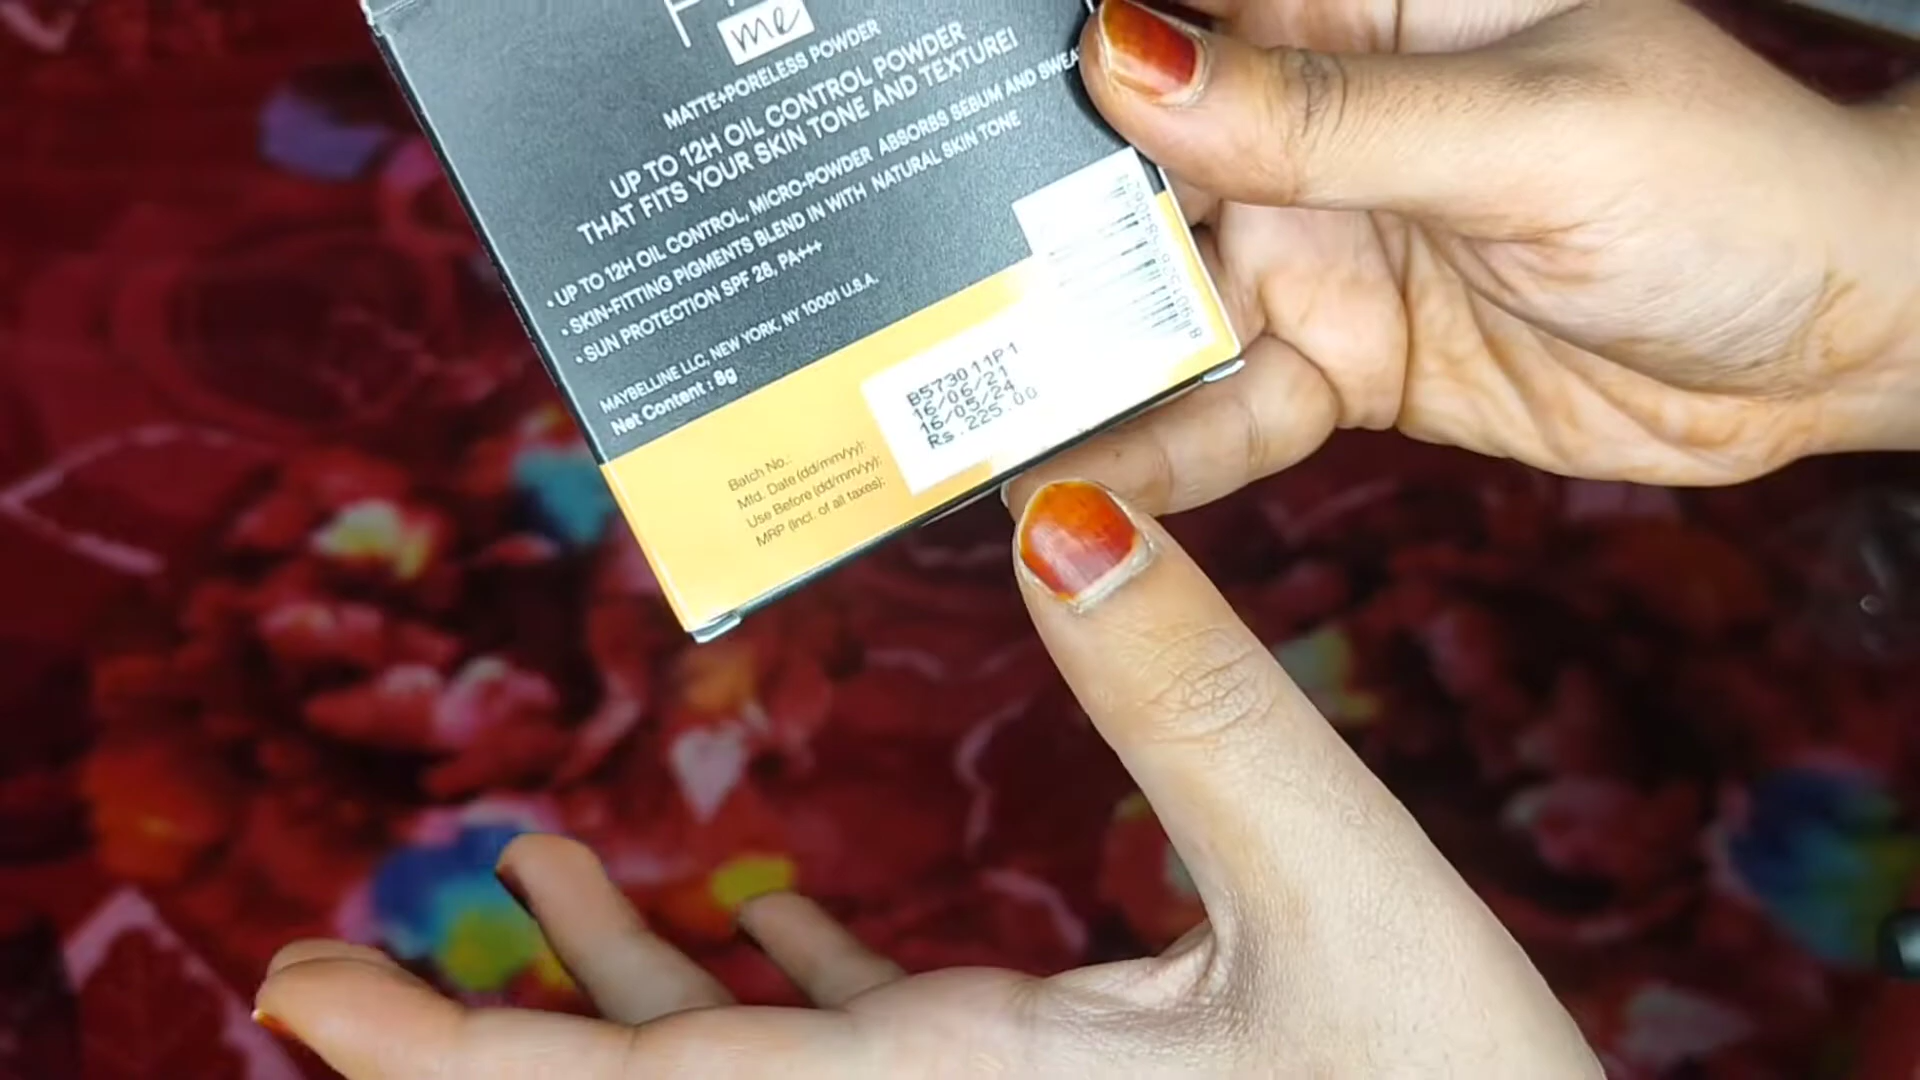 me
MATTE+PORELESS POWDER
UP TO 12H OIL CONTROL POWDER
THAT FITS YOUR SKIN TONE AND TEXTURE!
• UP TO 12H OIL CONTROL, MICRO-POWDER ABSORBS SEBUM AND
• SKIN-FITTING PIGMENTS BLEND IN WITH NATURAL SKIN TONE
• SUN PROTECTION SPF 28, PA+++
MAYBELLINE LLC, NEW YORK, NY 10001 U.S.A.
Net Content : 8g
Batch No.:
Mfd. Date (dd/mm/yy):
Use Before (dd/mm/yy):
MRP (Incl. of all taxes):
B573011P1
16/06/21
16/05/24
Rs.225.00